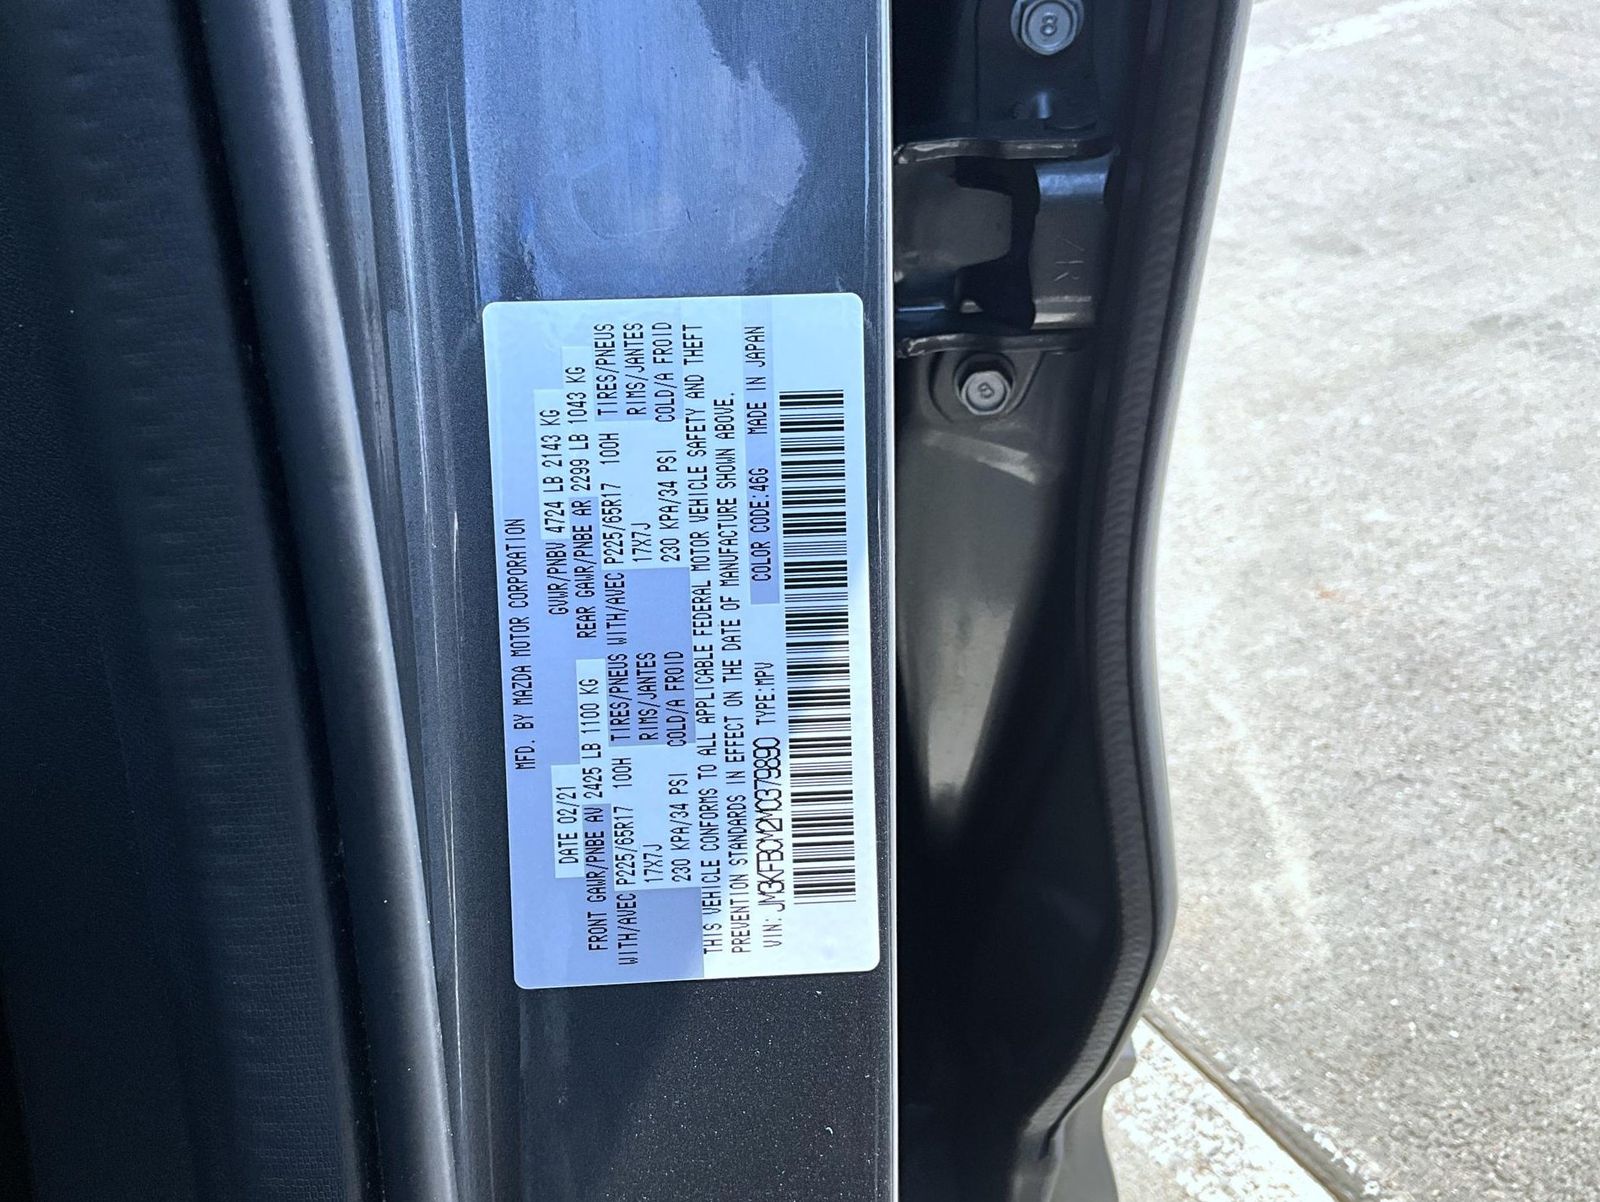 MFD. BY MAZDA MOTOR CORPORATION
DATE 02/21 GVWR/PNBV 4724 LB 2143 KG
FRONT GAWR/PNBE AV 2425 LB 1100 KG REAR GAWR/PNBE AR 2299 LB 1043 KG
WITH/AVEC P225/65R17 100H TIRES/PNEUS WITH/AVEC P225/65R17 100H TIRES/PNEUS
17X7J RIMS/JANTES 17X7J RIMS/JANTES
230 KPA/34 PSI COLD/A FROID 230 KPA/34 PSI COLD/A FROID
THIS VEHICLE CONFORMS TO ALL APPLICABLE FEDERAL MOTOR VEHICLE SAFETY AND THEFT
PREVENTION STANDARDS IN EFFECT ON THE DATE OF MANUFACTURE SHOWN ABOVE.
VIN: JM3KFBCM2M0379890 TYPE:MPV COLOR CODE:46G MADE IN JAPAN
8
8